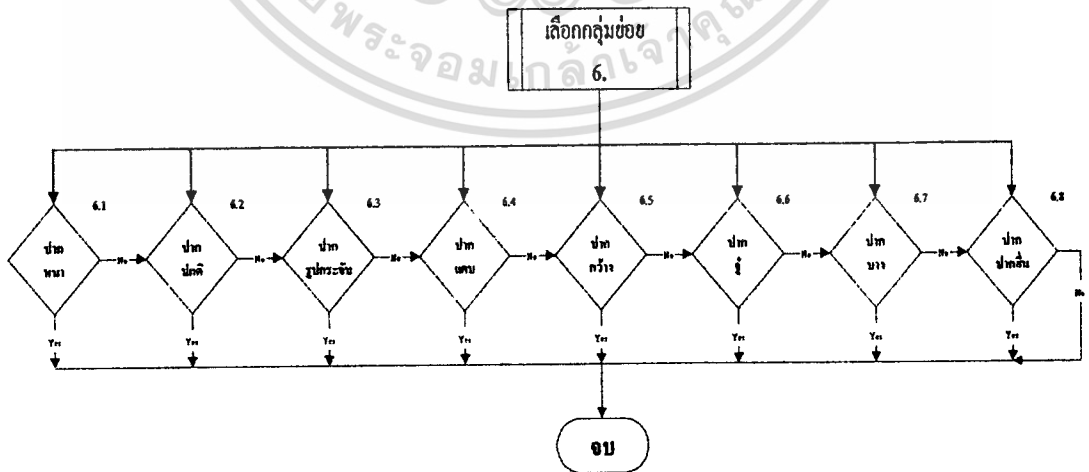 เลือกกลุ่มย่อย
6.
6.1
6.2
6.3
6.4
6.5
6.6
6.7
6.8
ปาก
หนา
No
ปาก
ปกติ
No
ปาก
รูปกระจับ
No
ปาก
แคบ
No
ปาก
กว้าง
No
ปาก
No
ปาก
บาง
No
ปาก
No
Yes
Yes
Yes
Yes
Yes
Yes
Yes
Yes
จบ